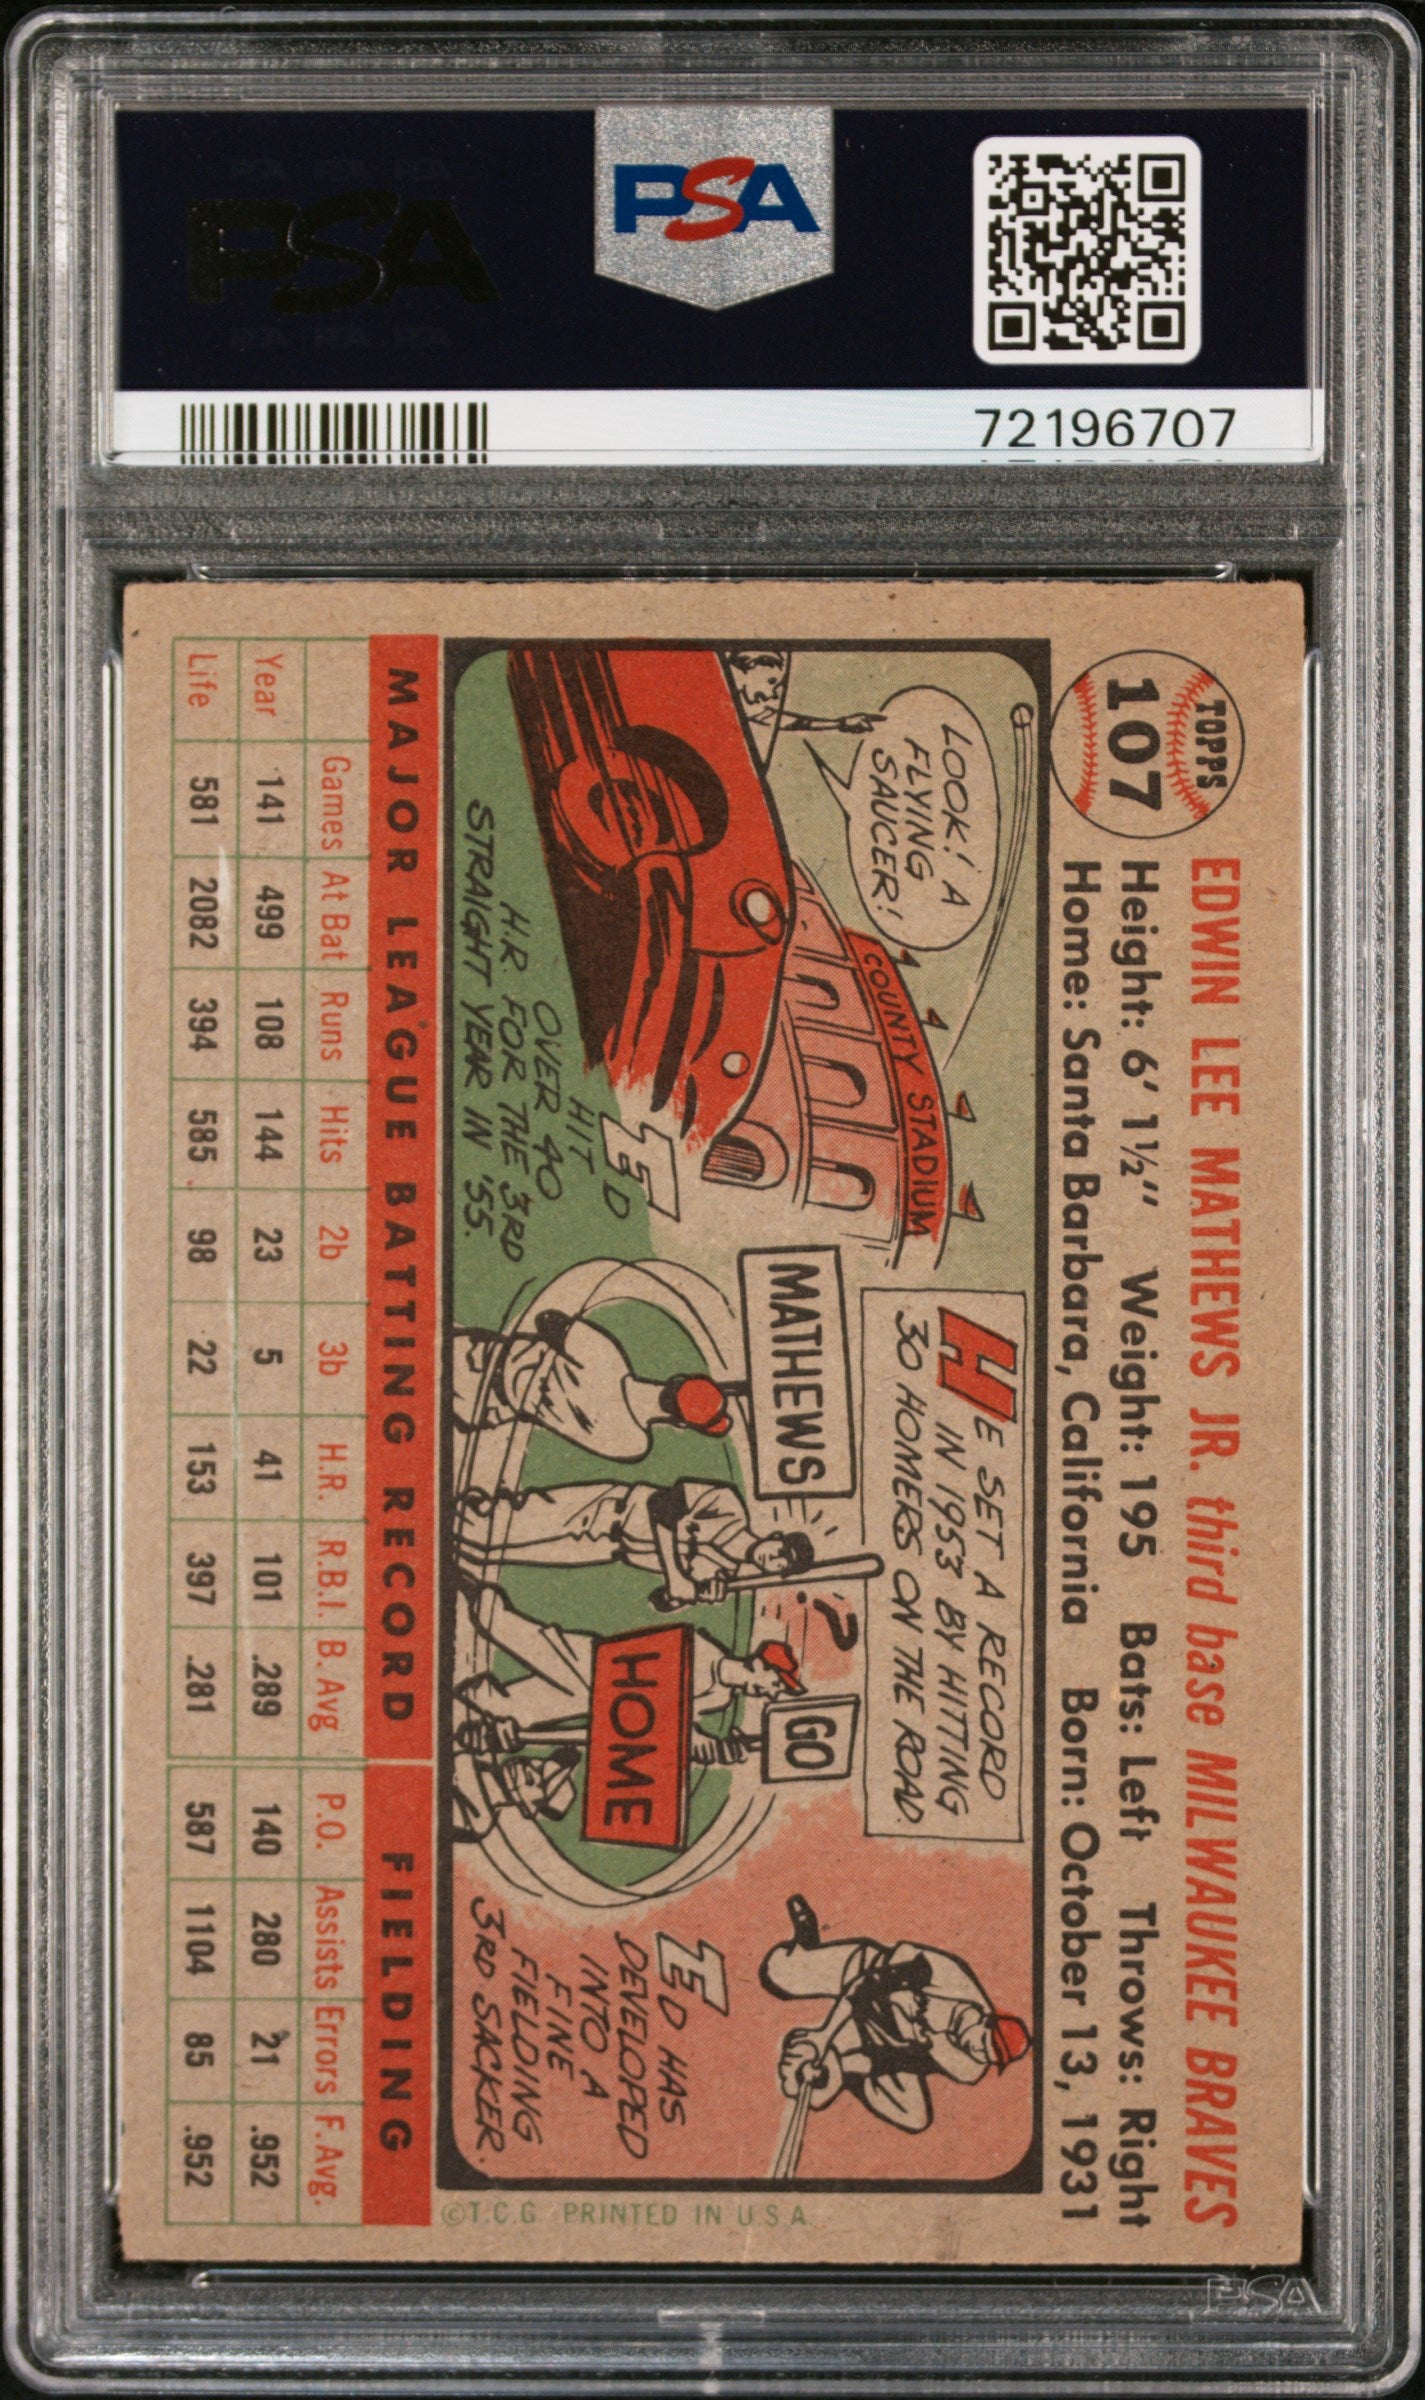 PSA
PSA
72196707
TOPPS
107
EDWIN LEE MATHEWS JR. third base MILWAUKEE BRAVES
Height: 6' 1½" Weight: 195 Bats: Left Throws: Right
Home: Santa Barbara, California Born: October 13, 1931
LOOK! A
FLYING
SAUCER!
COUNTY STADIUM
ED
HIT
OVER 40
H.R. FOR THE 3RD
STRAIGHT YEAR IN '55.
HE SET A RECORD
IN 1953 BY HITTING
30 HOMERS ON THE ROAD.
MATHEWS
?
GO
HOME
ED HAS
DEVELOPED
INTO A
FINE
FIELDING
3RD SACKER.
©T.C.G. PRINTED IN U.S.A.
MAJOR LEAGUE BATTING RECORD FIELDING
Games At Bat Runs Hits 2b 3b H.R. R.B.I. B. Avg P.O. Assists Errors F. Avg.
Year 141 499 108 144 23 5 41 101 .289 140 280 21 .952
Life 581 2082 394 585 98 22 153 397 .281 587 1104 85 .952
PSA